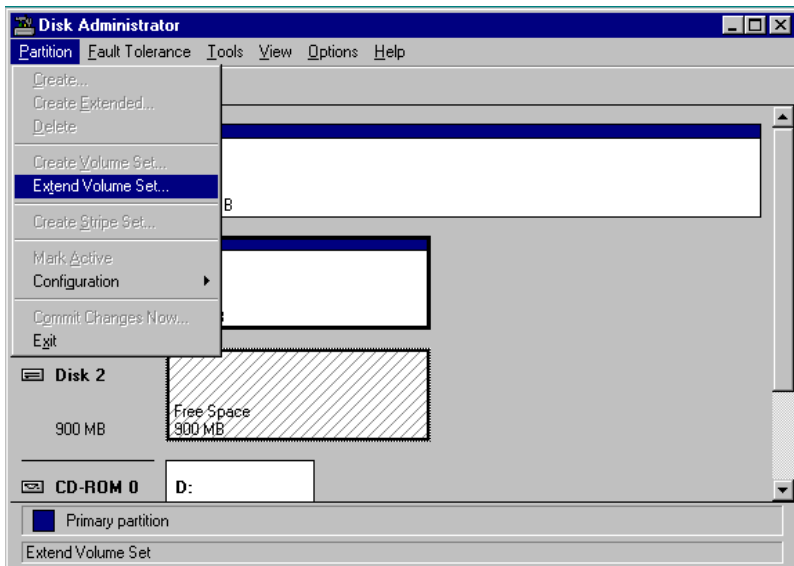 Disk Administrator
Partition Fault Tolerance Tools View Options Help
Create...
Create Extended...
Delete
Create Volume Set...
Extend Volume Set...
Create Stripe Set...
Mark Active
Configuration
Commit Changes Now...
Exit
B
Disk 2
900 MB
Free Space
900 MB
CD-ROM 0
D:
Primary partition
Extend Volume Set